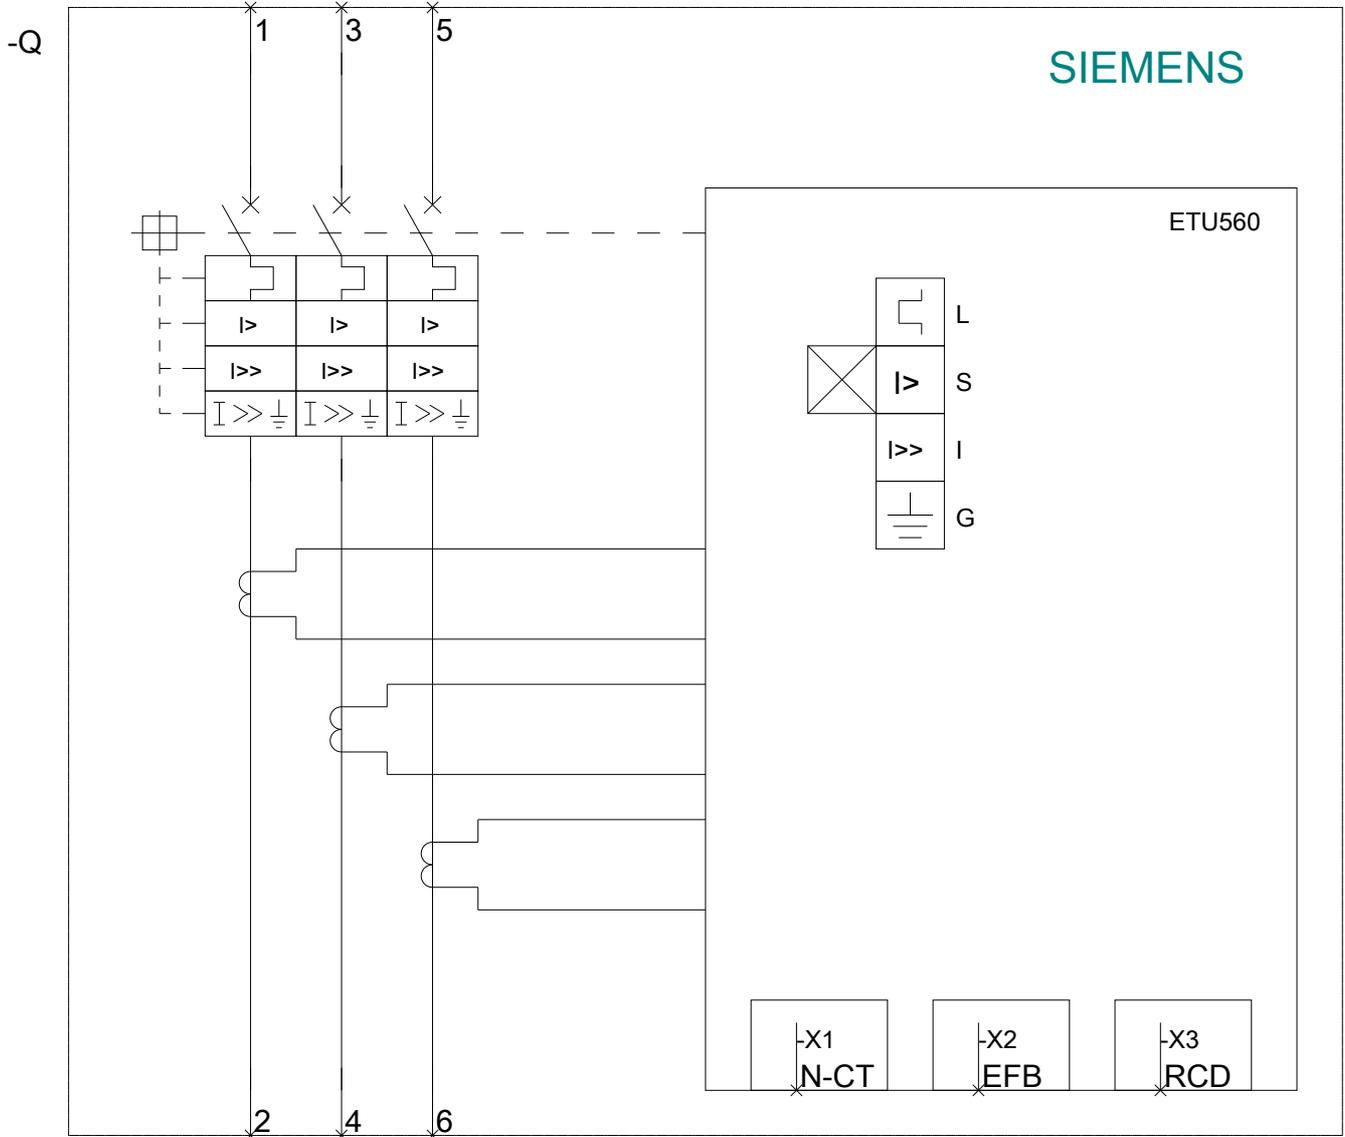 1 3 5
-Q
SIEMENS
ETU560
L
I> I> I>
I> S
I>> I>> I>>
I >> I >> I >>
I>> I
G
-X1 -X2 -X3
N-CT EFB RCD
2 4 6